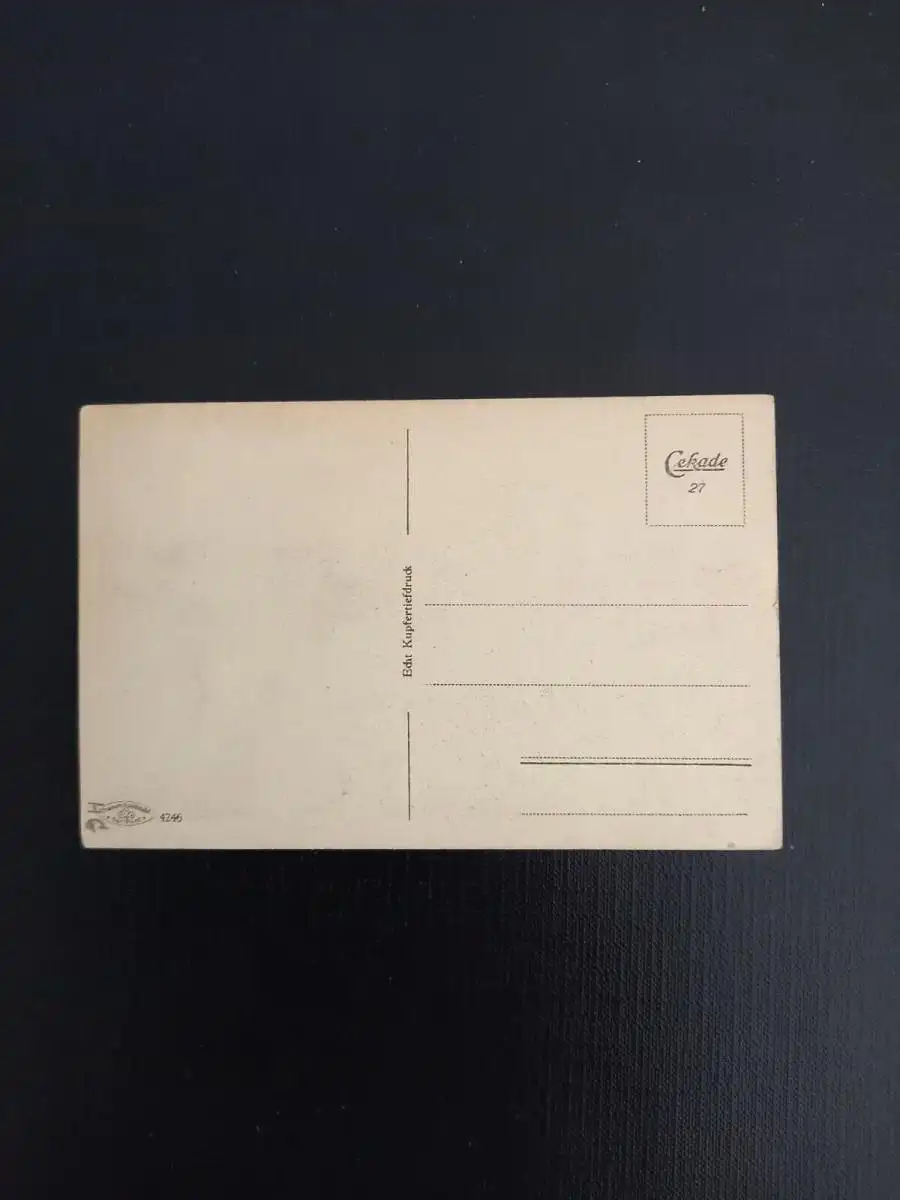 Cekade
27
Echt Kupfertiefdruck
4246